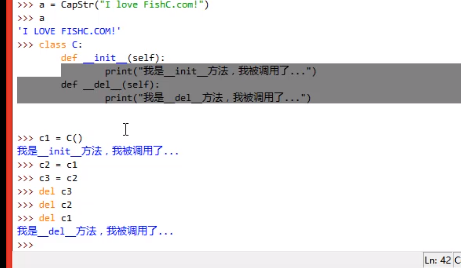 >>> a = CapStr("I love FishC.com!")
>>> a
'I LOVE FISHC.COM!'
>>> class C:
def __init__(self):
print("我是__init__方法，我被调用了...")
def __del__(self):
print("我是__del__方法，我被调用了...")
>>> c1 = C()
我是__init__方法，我被调用了...
>>> c2 = c1
>>> c3 = c2
>>> del c3
>>> del c2
>>> del c1
我是__del__方法，我被调用了...
>>>
Ln: 42 C